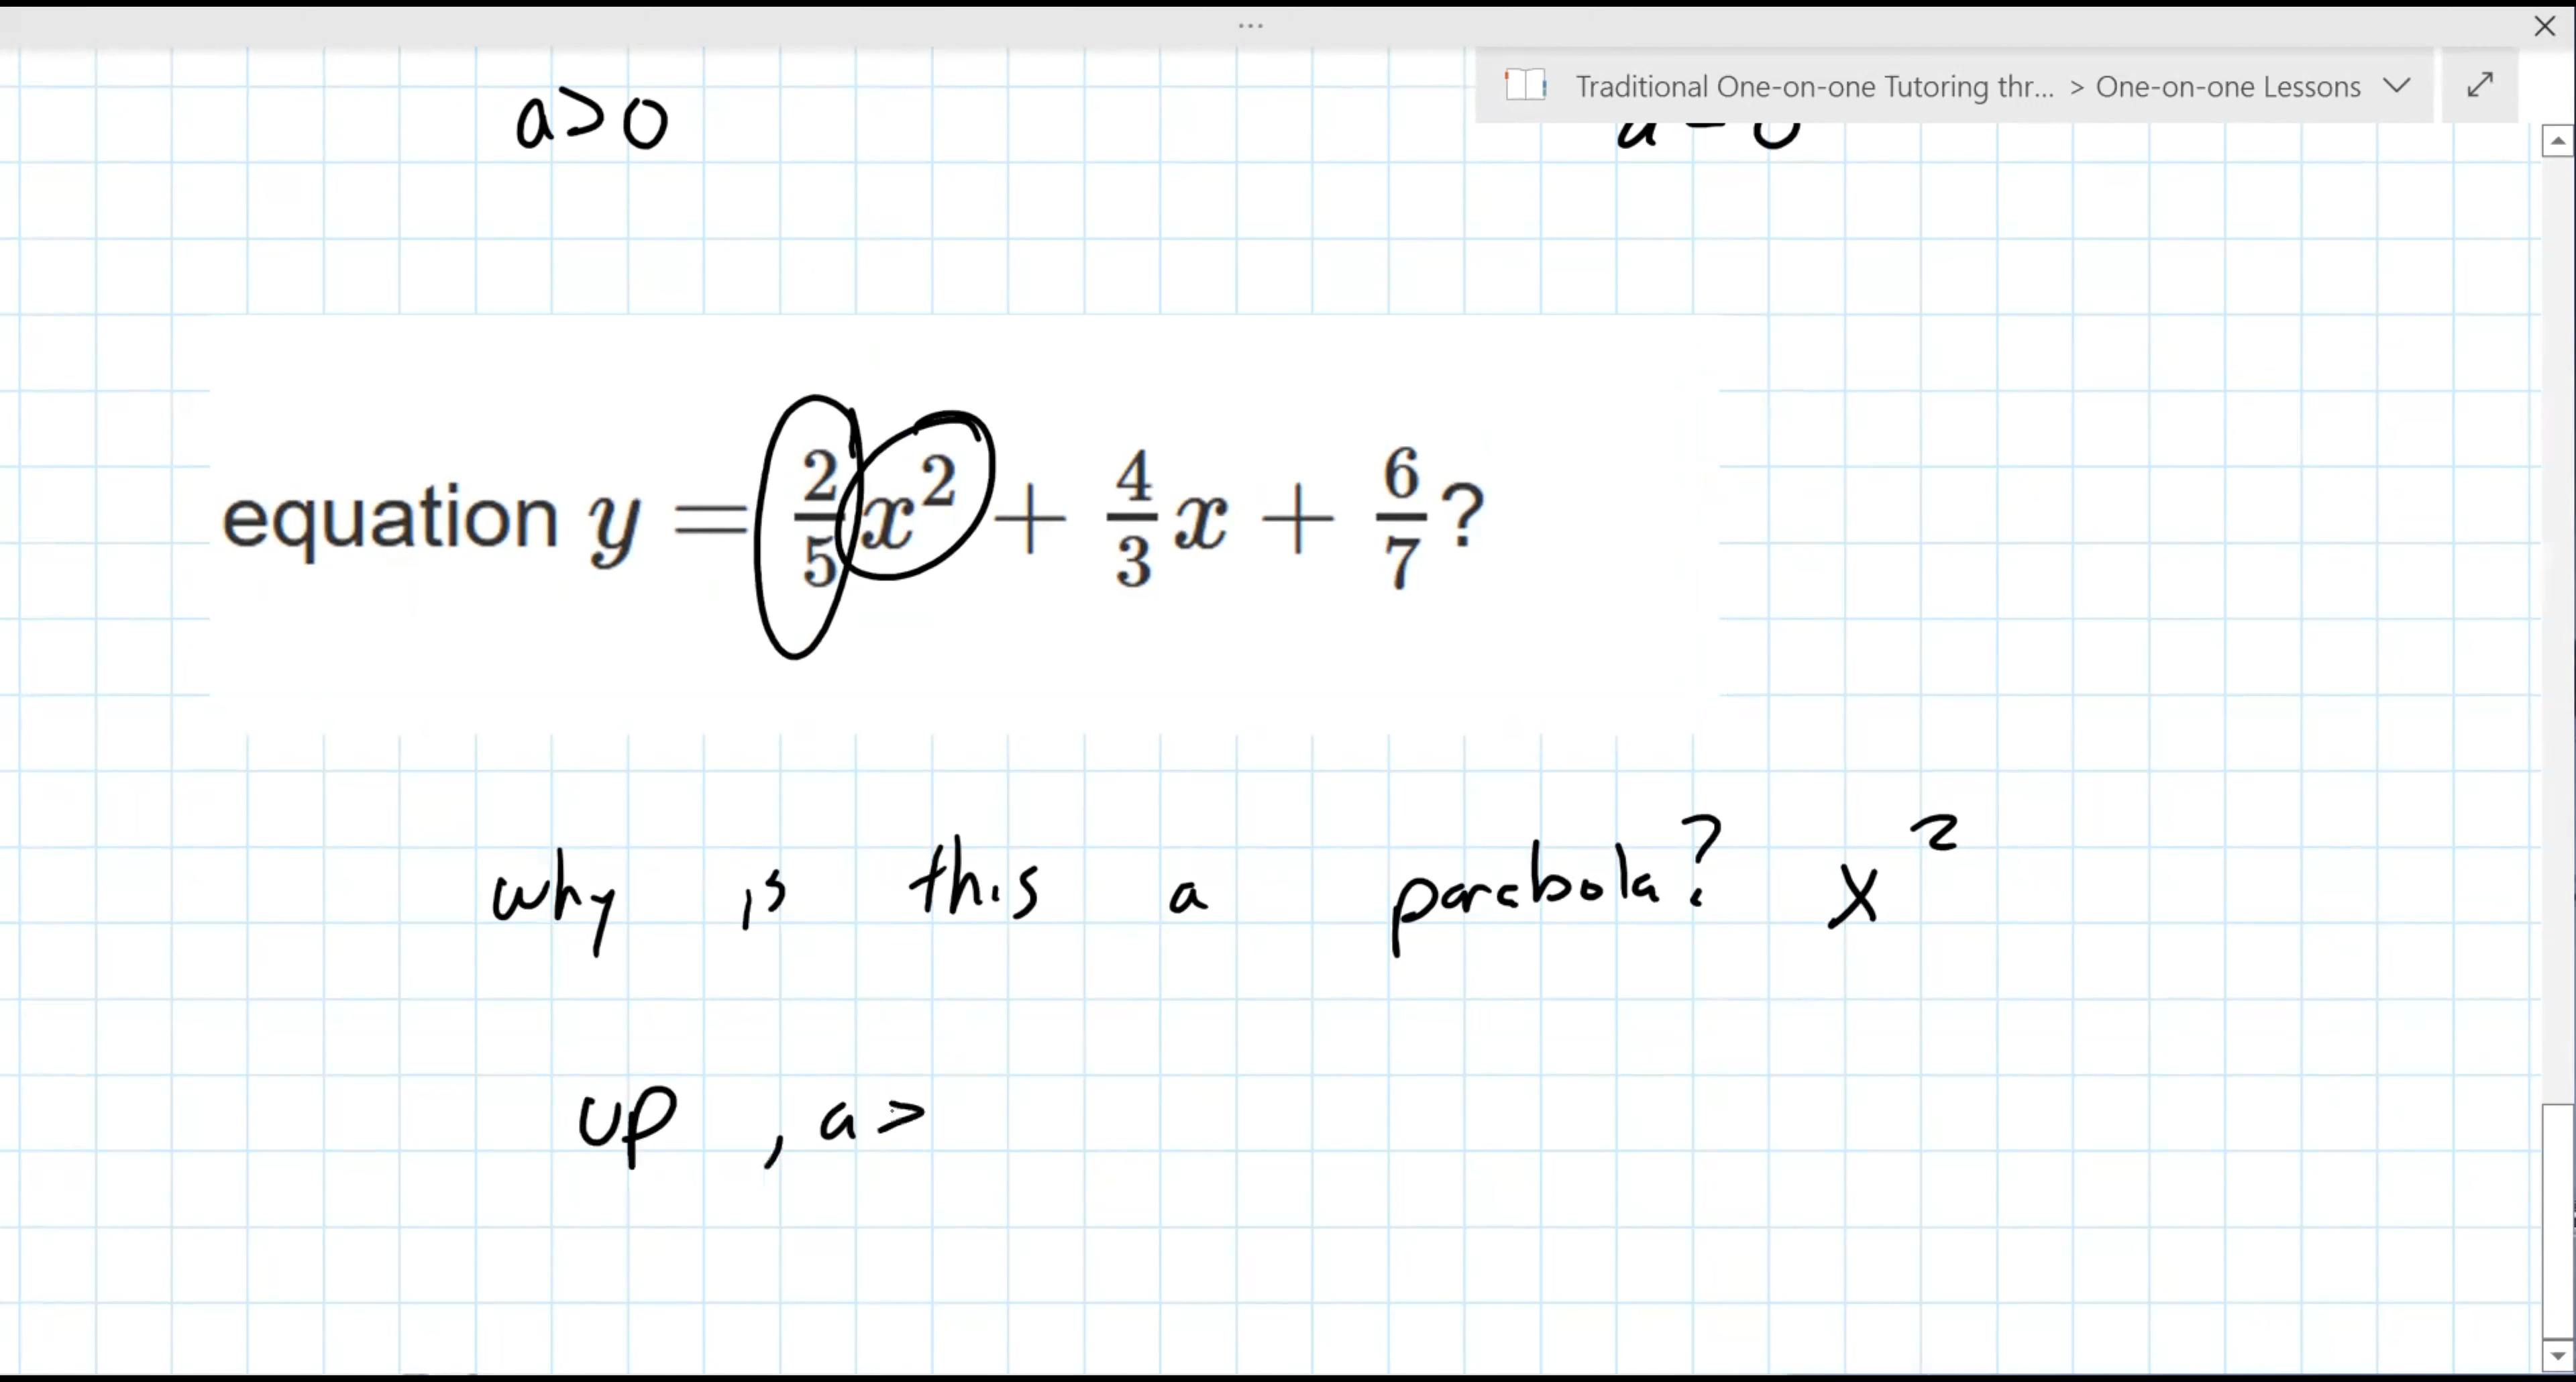 ...
Traditional One-on-one Tutoring thr... > One-on-one Lessons
a>0
equation y = 2/5 x² + 4/3 x + 6/7?
why is this a parabola? x²
up , a>